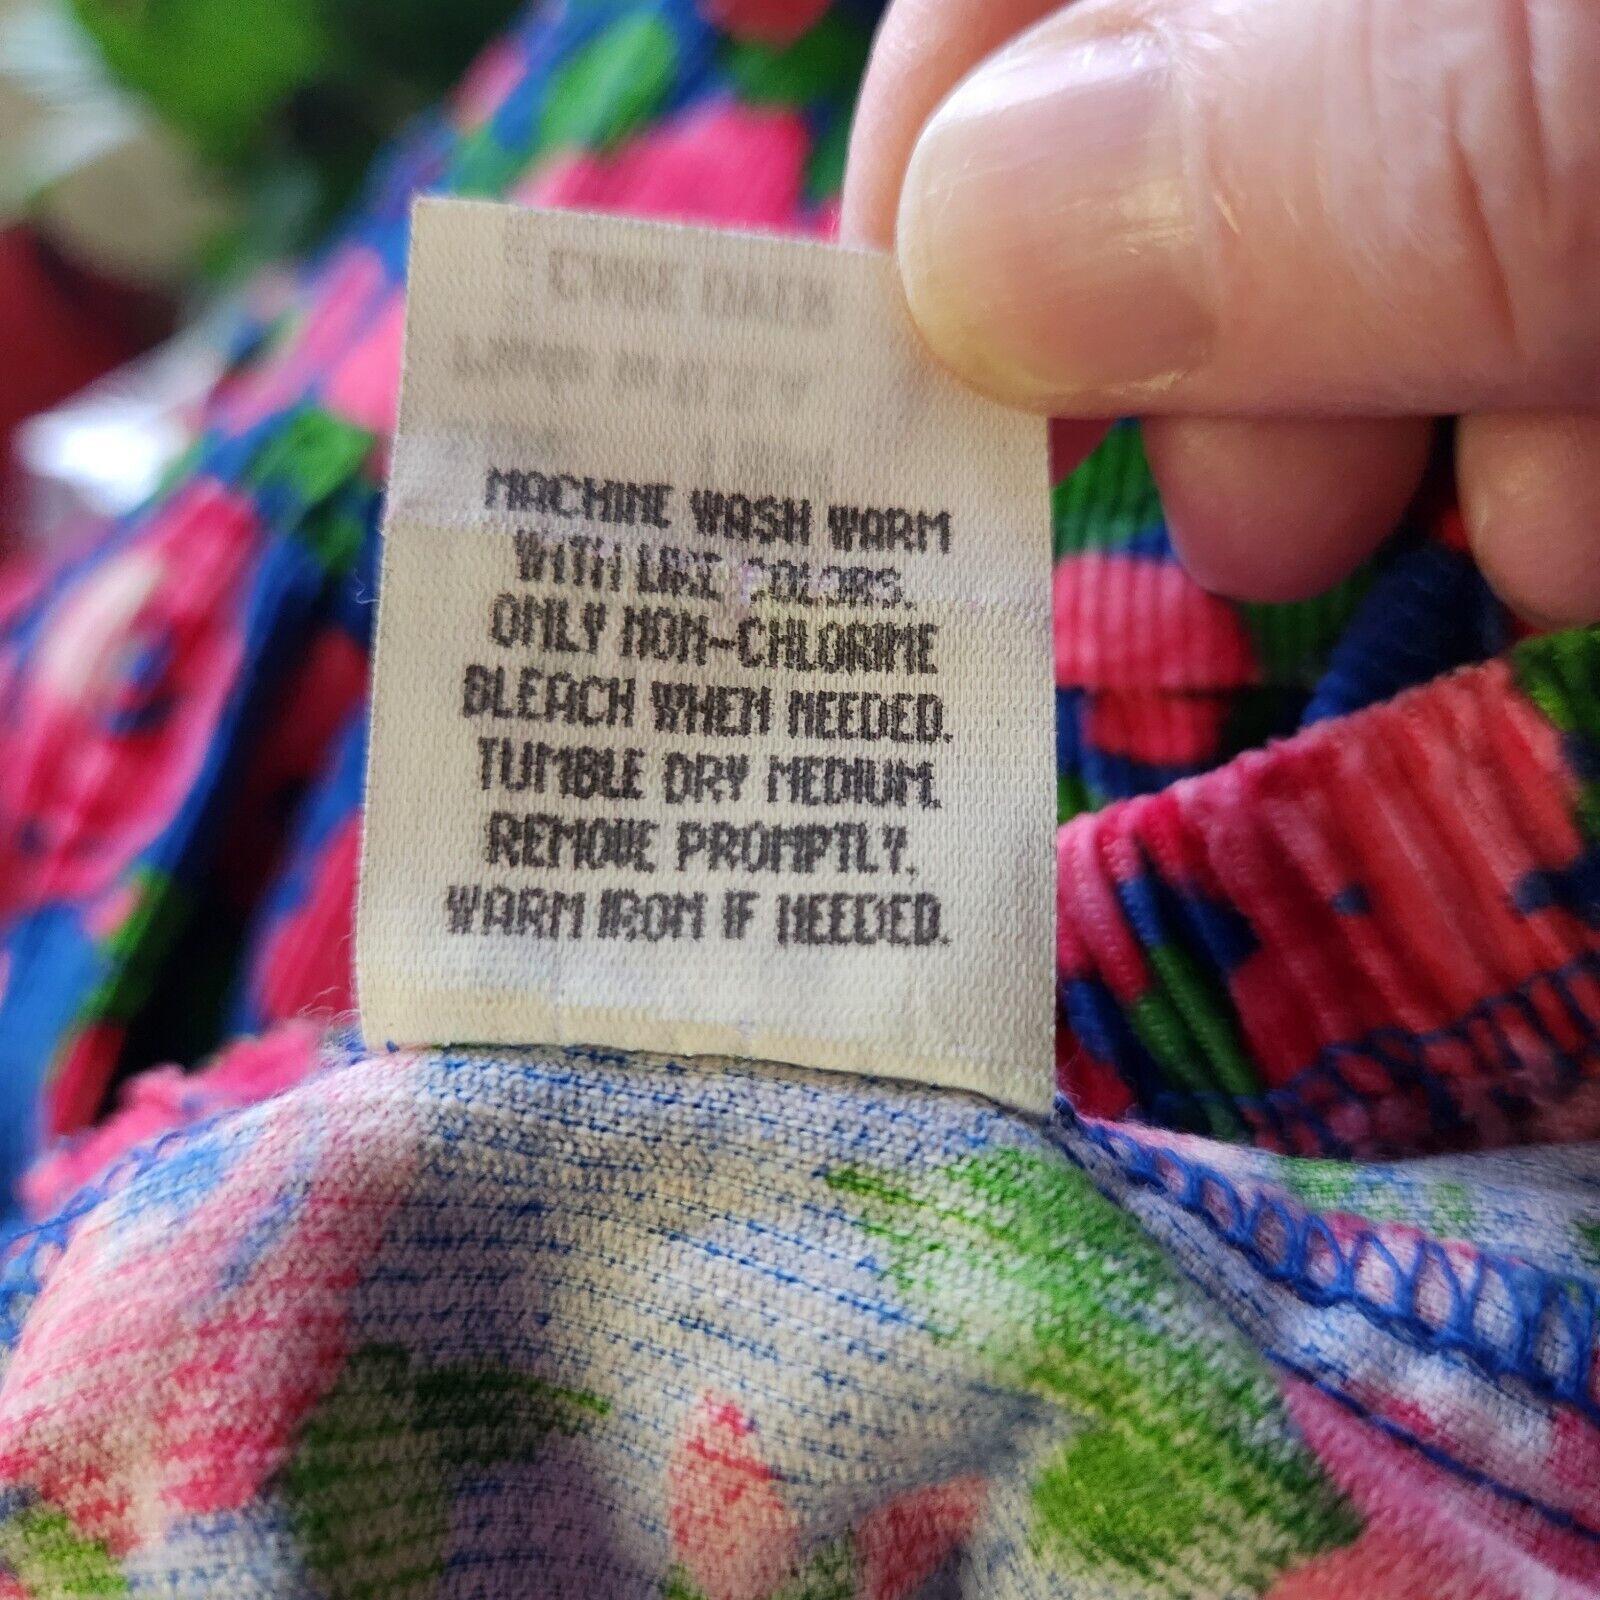 MACHINE WASH WARM
WITH LIKE COLORS.
ONLY NON-CHLORINE
BLEACH WHEN NEEDED.
TUMBLE DRY MEDIUM.
REMOVE PROMPTLY.
WARM IRON IF NEEDED.